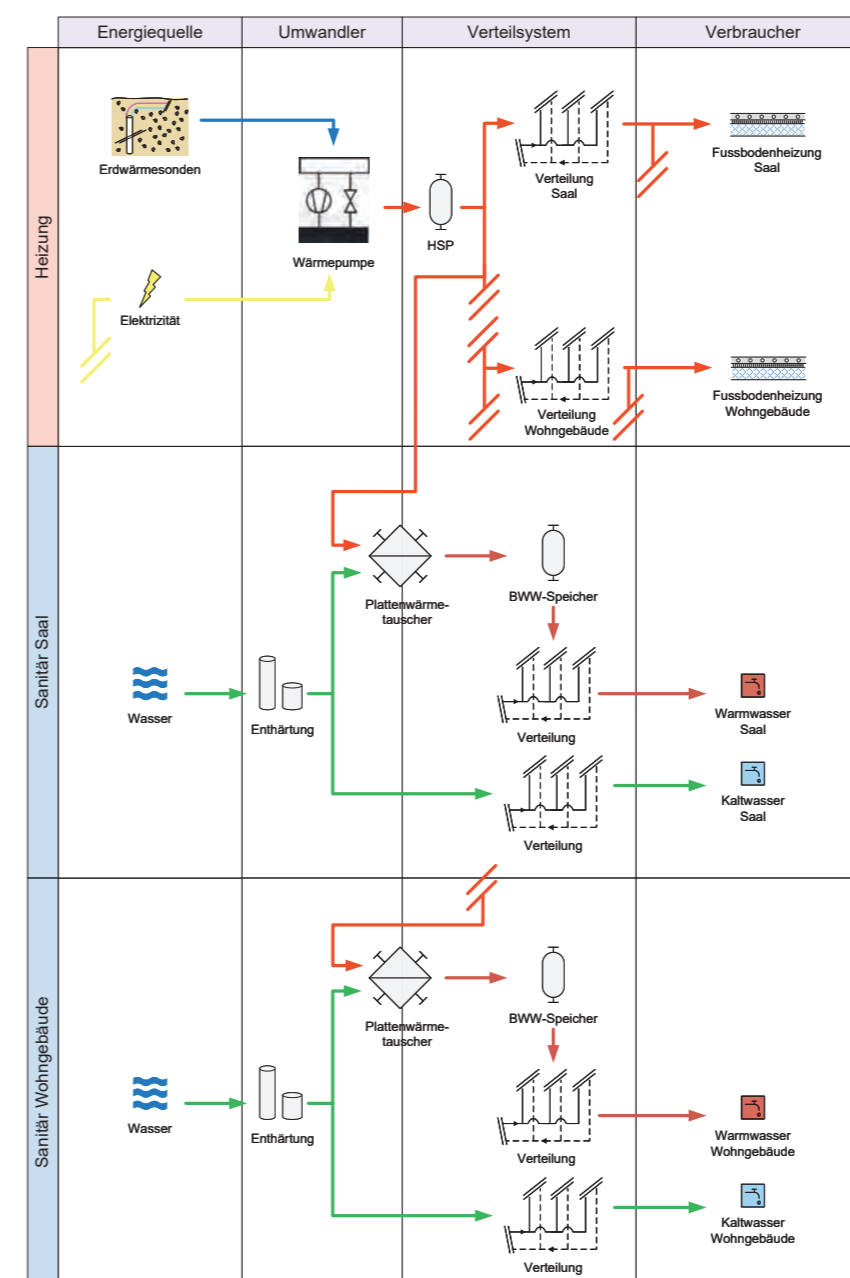 Energiequelle
Umwandler
Verteilsystem
Verbraucher
Heizung
Erdwärmesonden
Wärmepumpe
HSP
Verteilung
Saal
Fussbodenheizung
Saal
Elektrizität
Verteilung
Wohngebäude
Fussbodenheizung
Wohngebäude
Sanitär Saal
Plattenwärme-
tauscher
BWW-Speicher
Wasser
Enthärtung
Verteilung
Warmwasser
Saal
Verteilung
Kaltwasser
Saal
Sanitär Wohngebäude
Plattenwärme-
tauscher
BWW-Speicher
Wasser
Enthärtung
Verteilung
Warmwasser
Wohngebäude
Verteilung
Kaltwasser
Wohngebäude